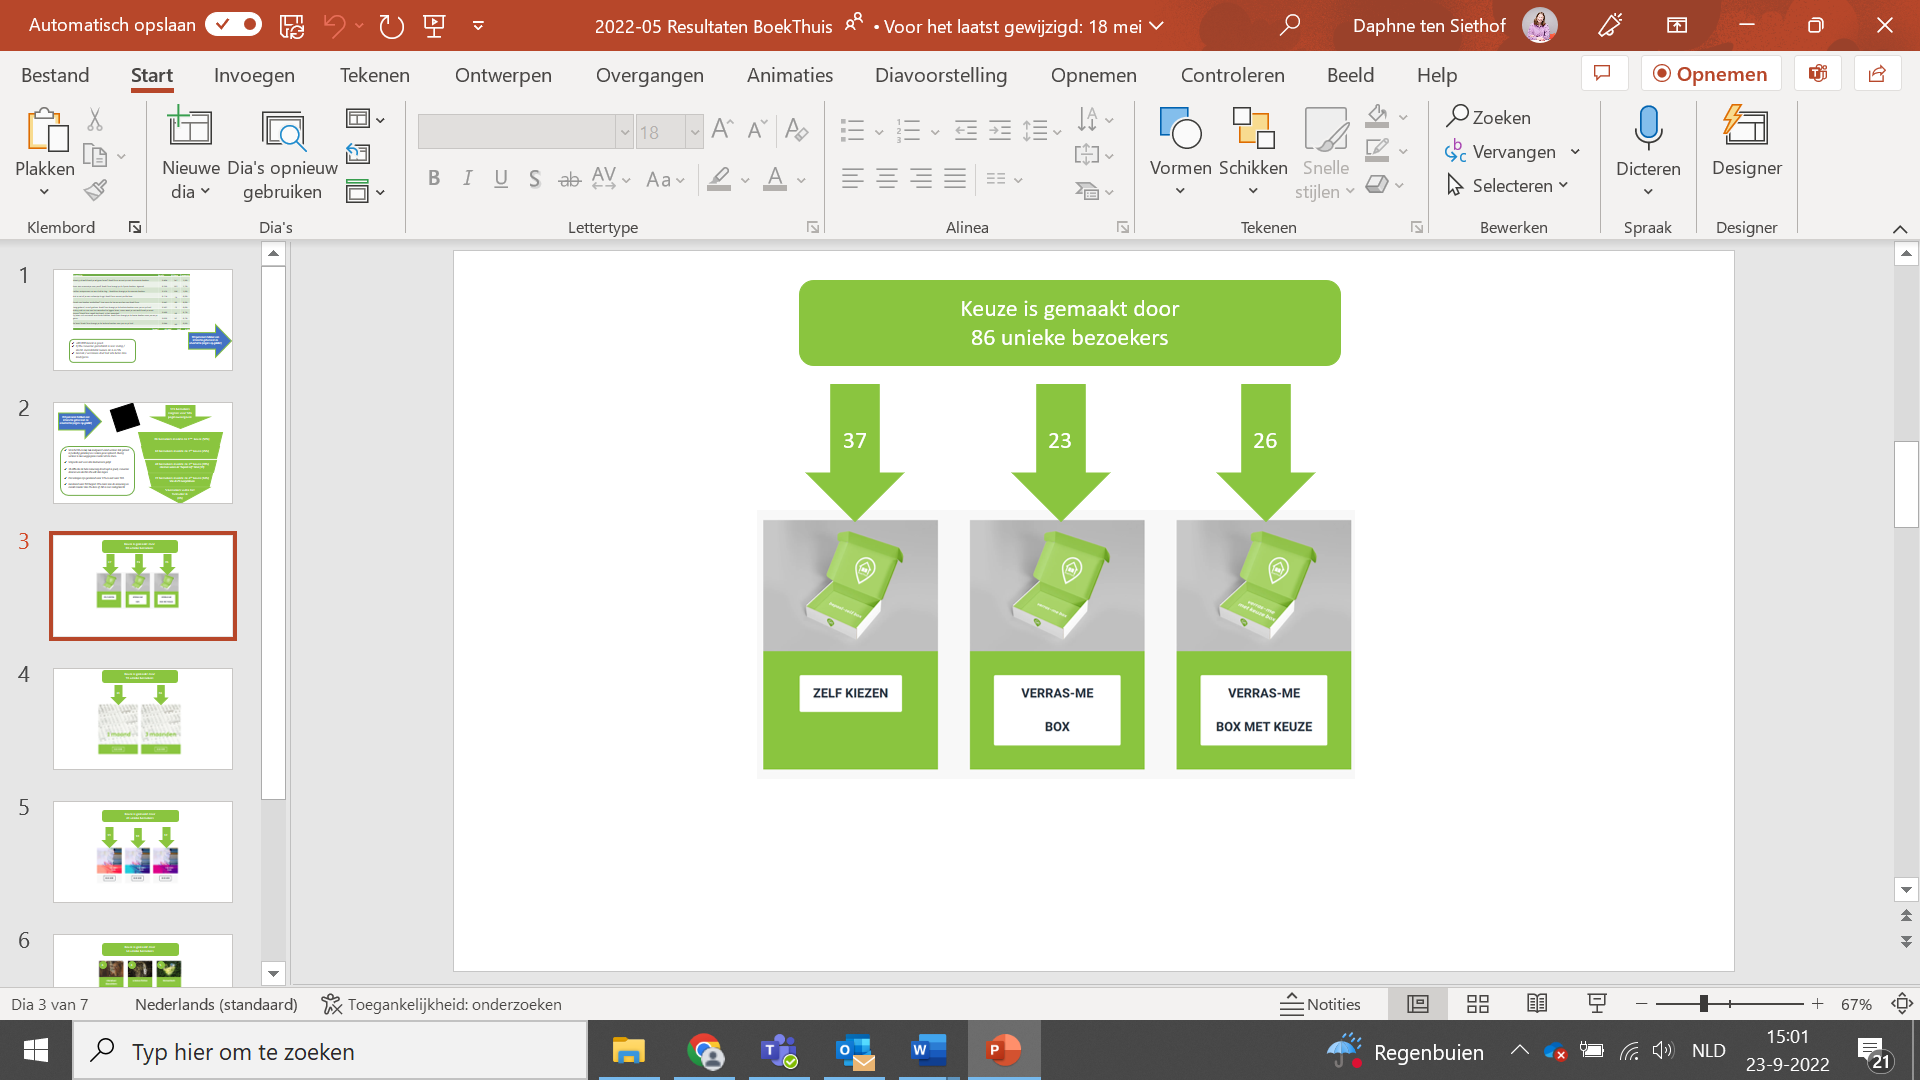 Automatisch opslaan
2022-05 Resultaten BoekThuis • Voor het laatst gewijzigd: 18 mei
Daphne ten Siethof
Bestand Start Invoegen Tekenen Ontwerpen Overgangen Animaties Diavoorstelling Opnemen Controleren Beeld Help
Opnemen
Plakken
Klembord
Nieuwe
dia
Dia's opnieuw
gebruiken
Dia's
18
Lettertype
Alinea
Vormen
Schikken
Snelle
stijlen
Tekenen
Zoeken
Vervangen
Selecteren
Bewerken
Dicteren
Spraak
Designer
Designer
1
2
3
4
5
6
Keuze is gemaakt door
86 unieke bezoekers
37
23
26
ZELF KIEZEN
VERRAS-ME
BOX
VERRAS-ME
BOX MET KEUZE
Dia 3 van 7
Nederlands (standaard)
Toegankelijkheid: onderzoeken
Notities
67%
Typ hier om te zoeken
Regenbuien
NLD
15:01
23-9-2022
21